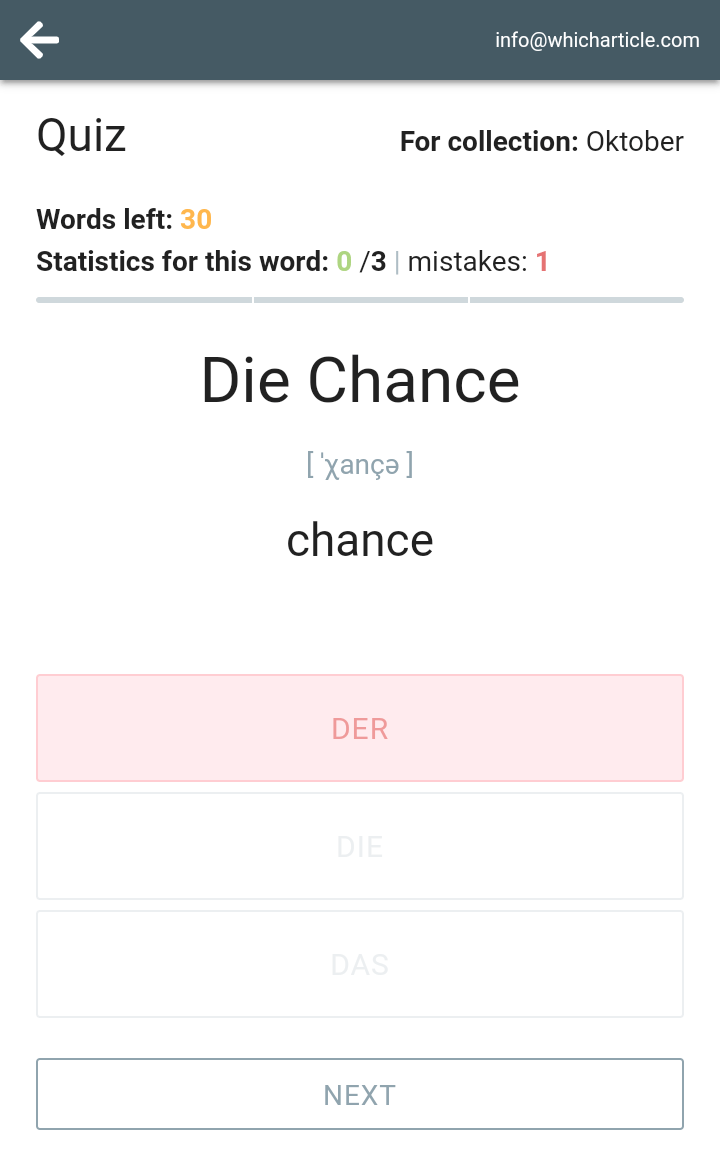 info@whicharticle.com
Quiz
For collection: Oktober
Words left: 30
Statistics for this word: 0 /3 | mistakes: 1
Die Chance
[ ˈχançə ]
chance
DER
DIE
DAS
NEXT